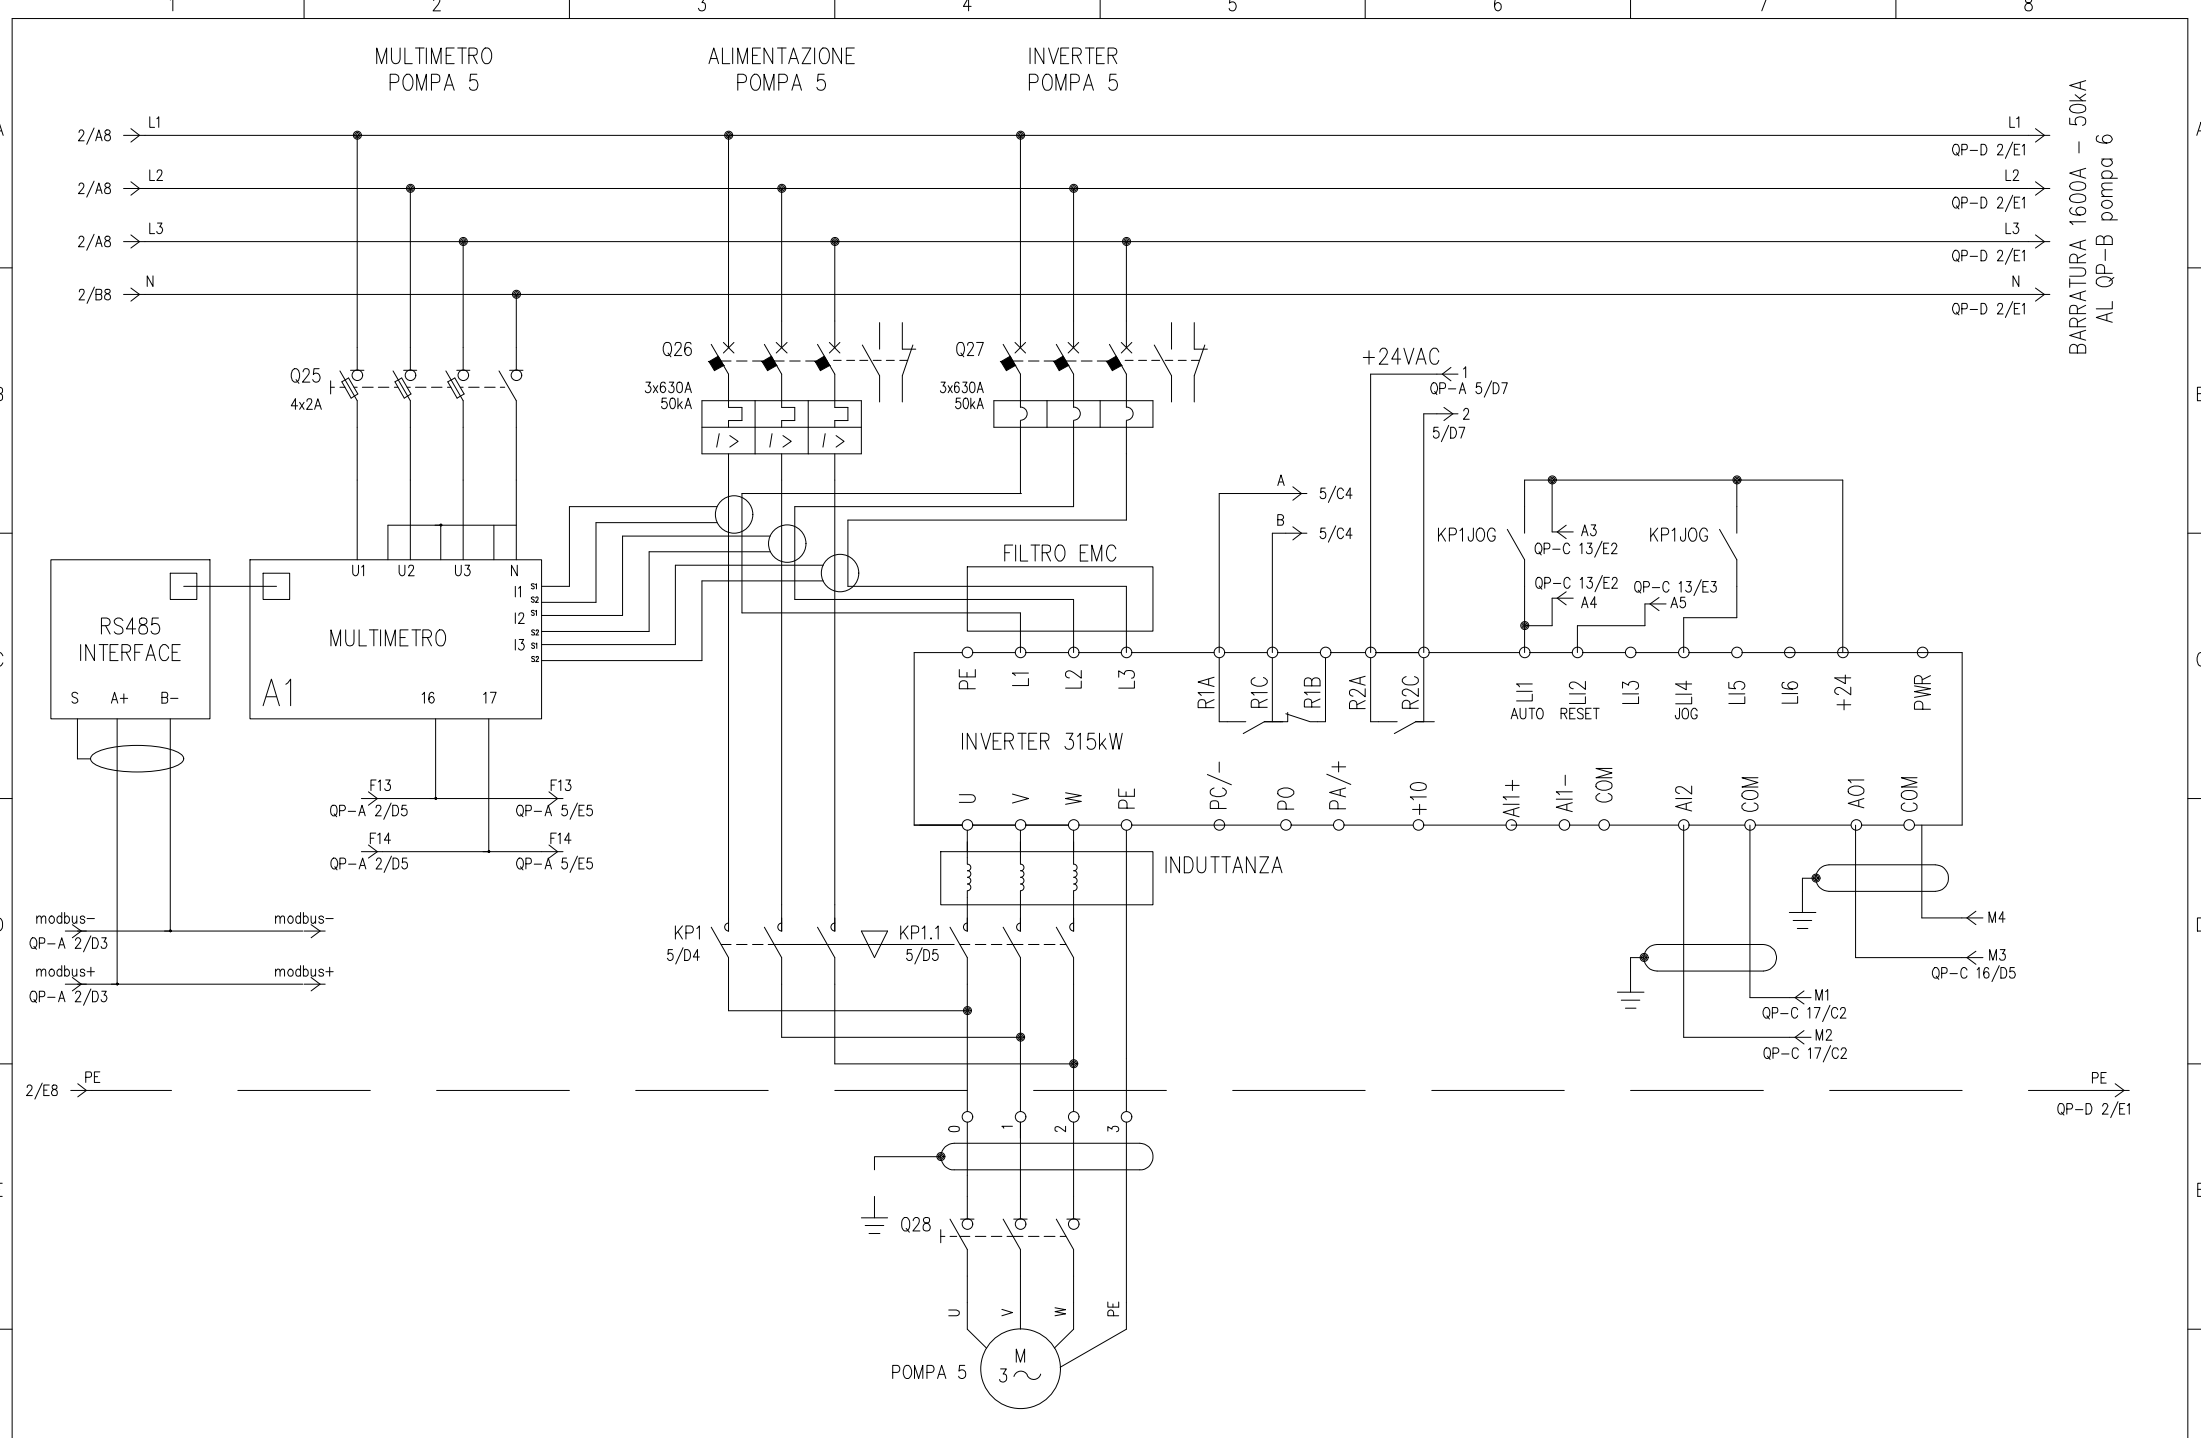 1 2 3 4 5 6 7 8
MULTIMETRO
POMPA 5
ALIMENTAZIONE
POMPA 5
INVERTER
POMPA 5
BARRATURA 1600A - 50kA
AL QP-B pompa 6
A
2/A8 L1
L1
QP-D 2/E1
2/A8 L2
L2
QP-D 2/E1
2/A8 L3
L3
QP-D 2/E1
2/B8 N
N
QP-D 2/E1
Q25
4x2A
Q26
3x630A
50kA
I >
I >
I >
Q27
3x630A
50kA
+24VAC
1
QP-A 5/D7
2
5/D7
B
A 5/C4
B 5/C4
KP1JOG
A3
QP-C 13/E2
KP1JOG
QP-C 13/E2
A4
QP-C 13/E3
A5
FILTRO EMC
RS485
INTERFACE
S A+ B-
U1 U2 U3 N
I1 S1
S2
I2 S1
S2
I3 S1
S2
MULTIMETRO
A1
16 17
C
PE L1 L2 L3 R1A R1C R1B R2A R2C LI1 LI2 LI3 LI4 LI5 LI6 +24 PWR
AUTO RESET JOG
INVERTER 315kW
U V W PE PC/- PO PA/+ +10 AI1+ AI1- COM AI2 COM AO1 COM
F13
QP-A 2/D5
F13
QP-A 5/E5
F14
QP-A 2/D5
F14
QP-A 5/E5
INDUTTANZA
modbus-
QP-A 2/D3
modbus-
modbus+
QP-A 2/D3
modbus+
KP1
5/D4
KP1.1
5/D5
D
M4
M3
QP-C 16/D5
M1
QP-C 17/C2
M2
QP-C 17/C2
2/E8 PE
PE
QP-D 2/E1
0 1 2 3
E
Q28
U V W PE
POMPA 5
M
3